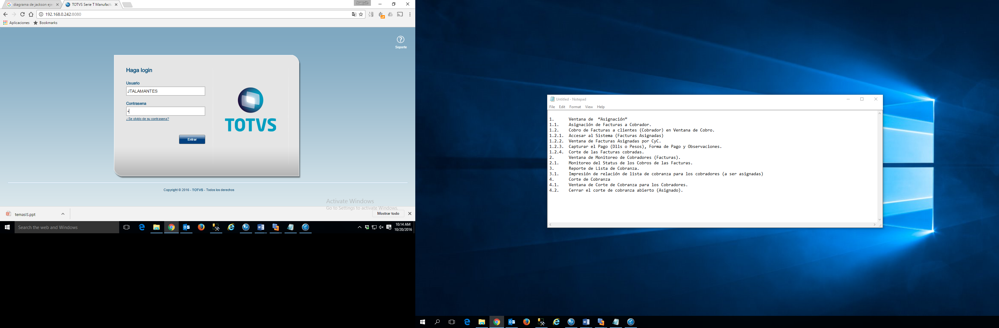 diagrama de jackson eje
TOTVS Serie T Manufactu
Joaquin
192.168.0.242:8080
Aplicaciones
Bookmarks
Soporte
Haga login
Usuario
JTALAMANTES
Contrasena
¿Se olvido de su contrasena?
Entrar
TOTVS
Copyright © 2016 - TOTVS - Todos los derechos
Activate Windows
Go to Settings to activate Windows.
temasIS.ppt
Mostrar todo
Search the web and Windows
10:14 AM
10/20/2016
Untitled - Notepad
File Edit Format View Help
1. Ventana de “Asignación”
1.1. Asignación de Facturas a Cobrador.
1.2. Cobro de Facturas a clientes (Cobrador) en Ventana de Cobro.
1.2.1. Accesar al Sistema (Facturas Asignadas)
1.2.2. Ventana de Facturas Asignadas por CyC.
1.2.3. Capturar el Pago (Dlls o Pesos), Forma de Pago y Observaciones.
1.2.4. Corte de las Facturas cobradas.
2. Ventana de Monitoreo de Cobradores (Facturas).
2.1. Monitoreo del Status de los Cobros de las Facturas.
3. Reporte de Lista de Cobranza.
3.1. Impresión de relación de lista de cobranza para los cobradores (a ser asignadas)
4. Corte de Cobranza
4.1. Ventana de Corte de Cobranza para los Cobradores.
4.2. Cerrar el corte de cobranza abierto (Asignado).